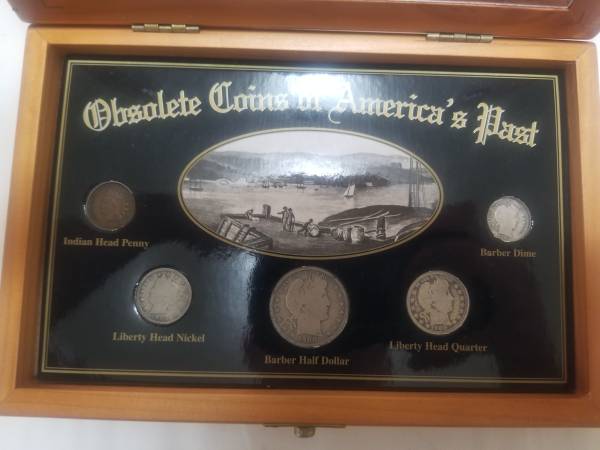 Obsolete Coins of America's Past
Indian Head Penny
Barber Dime
Liberty Head Nickel
Barber Half Dollar
Liberty Head Quarter